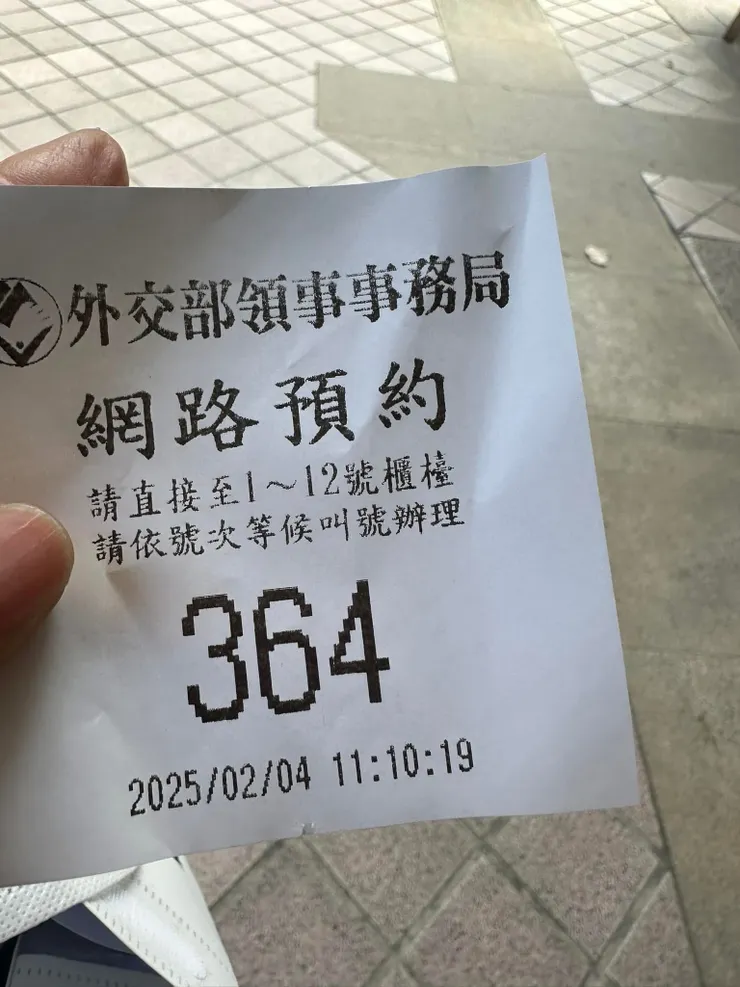 外交部領事事務局
網路預約
請直接至1～12號櫃檯
請依號次等候叫號辦理
364
2025/02/04 11:10:19